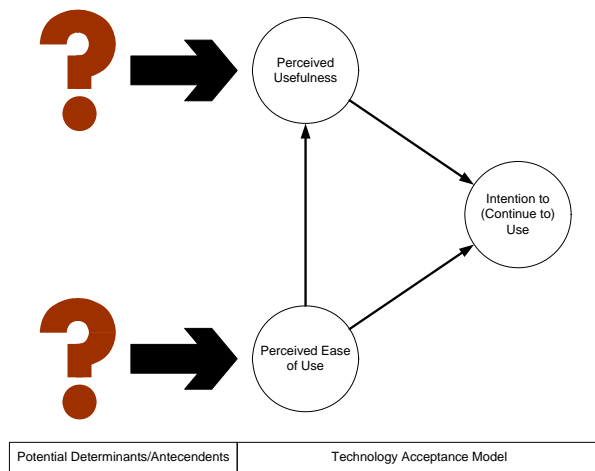 ?
Perceived
Usefulness
Intention to
(Continue to)
Use
?
Perceived Ease
of Use
Potential Determinants/Antecendents
Technology Acceptance Model